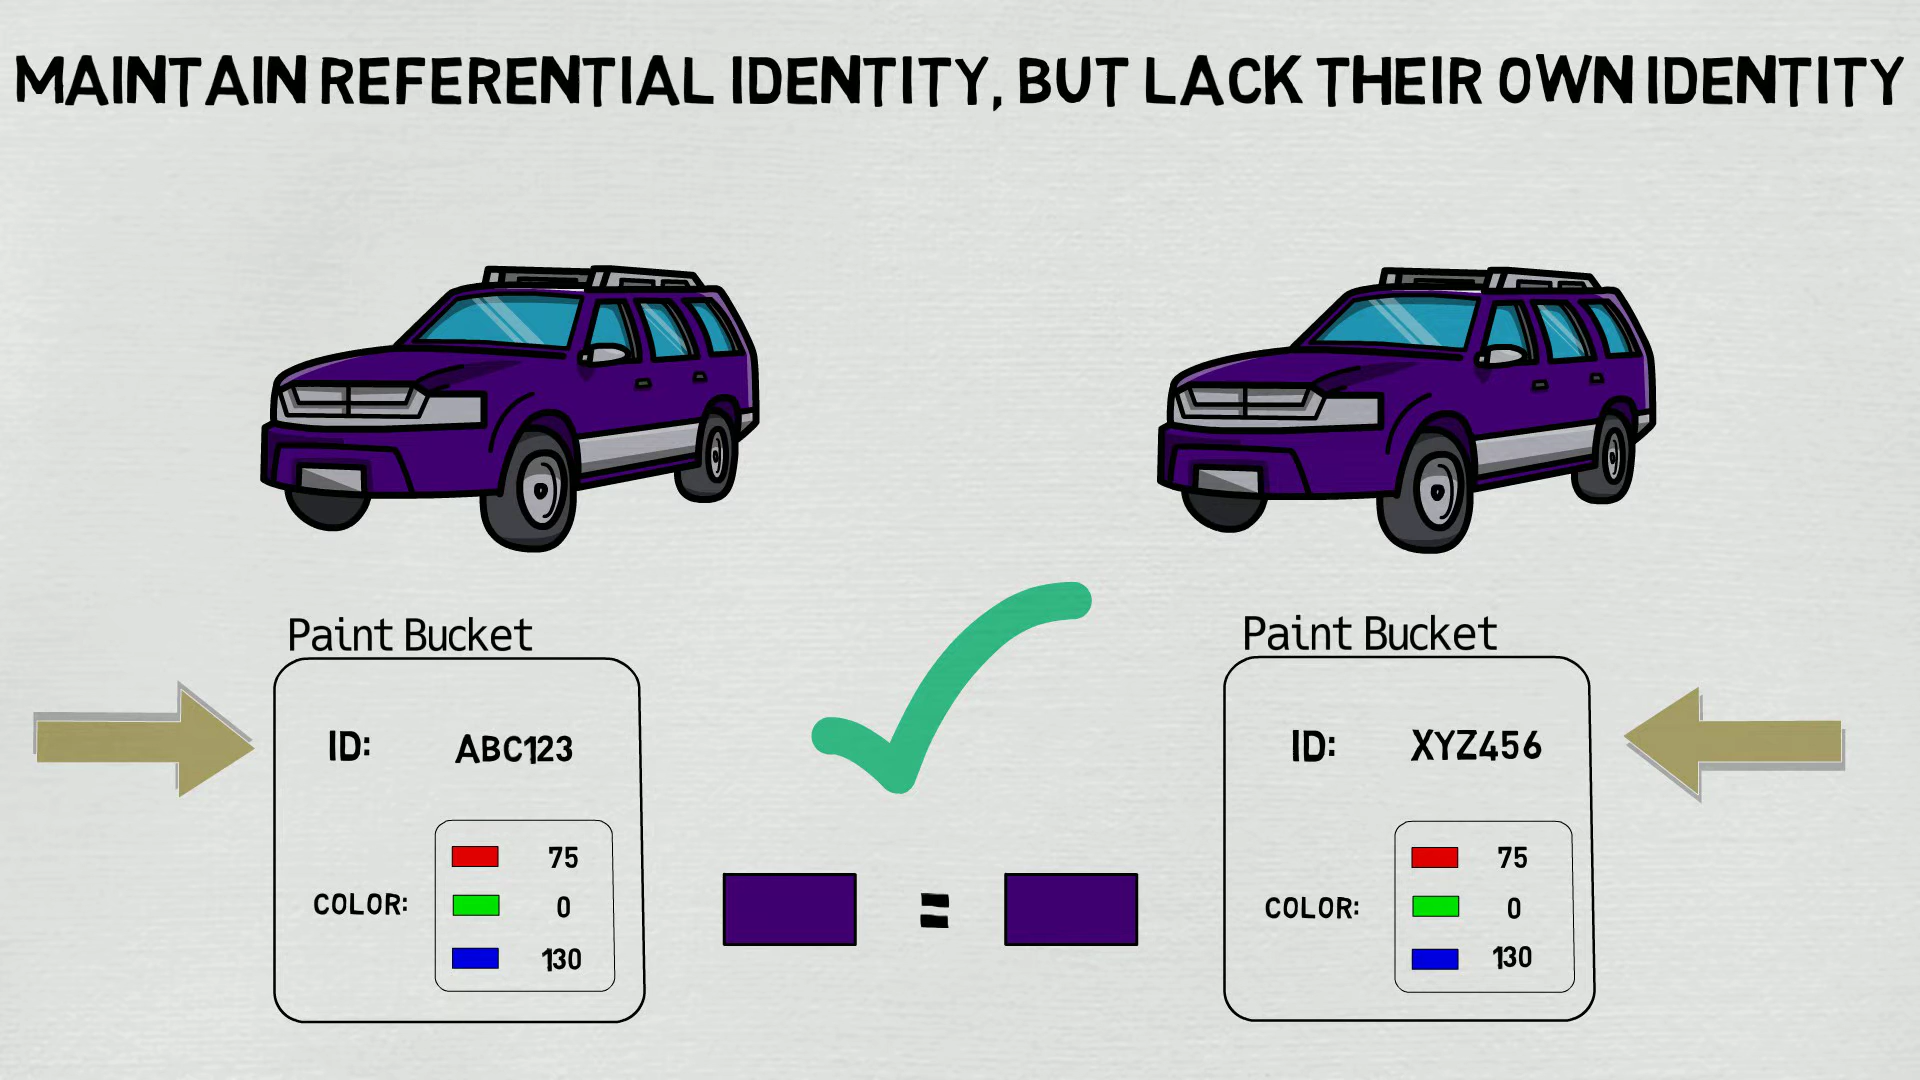 MAINTAIN REFERENTIAL IDENTITY, BUT LACK THEIR OWN IDENTITY
Paint Bucket
ID: ABC123
75
0
COLOR:
130
=
Paint Bucket
ID: XYZ456
75
0
COLOR:
130